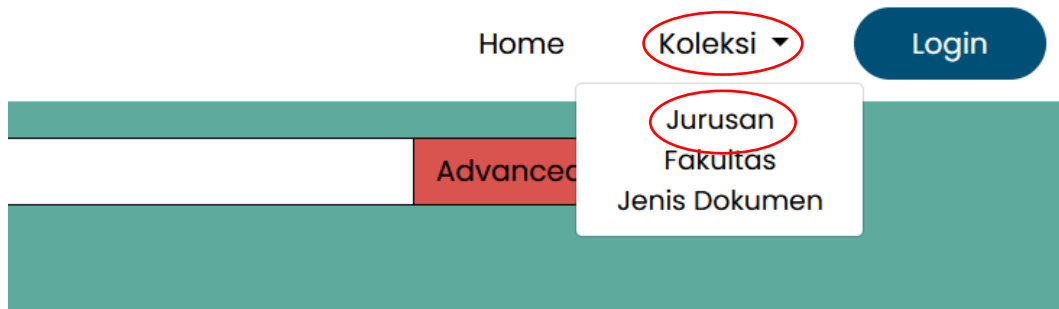 Home Koleksi Login
Jurusan
Fakultas
Advanced
Jenis Dokumen